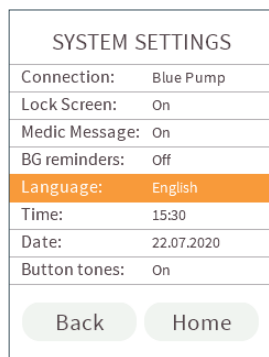 SYSTEM SETTINGS
Connection: Blue Pump
Lock Screen: On
Medic Message: On
BG reminders: Off
Language: English
Time: 15:30
Date: 22.07.2020
Button tones: On
Back Home